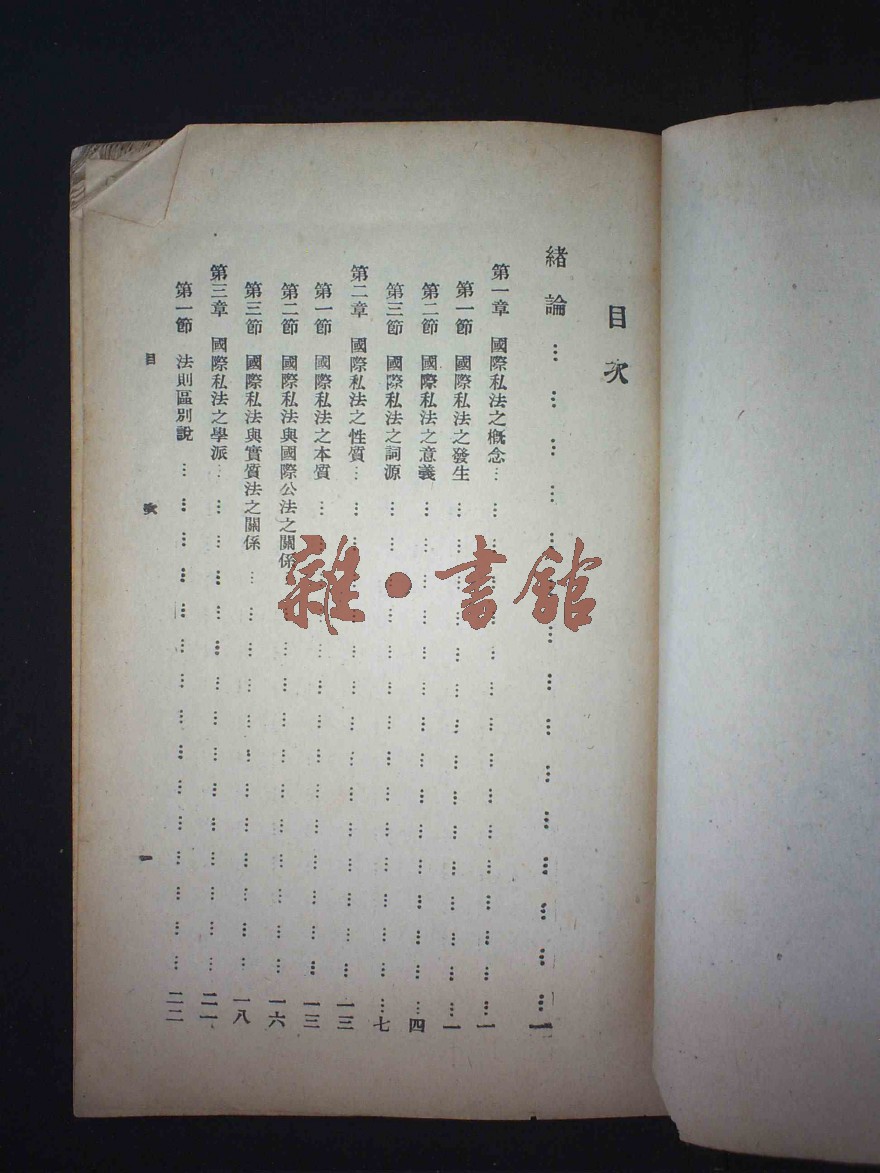 目次
緒論 … … … … … … … … … … … … … … … 一
第一章 國際私法之概念 … … … … … … … … … … … 一
第一節 國際私法之發生 … … … … … … … … … … … 一
第二節 國際私法之意義 … … … … … … … … … … … 四
第三節 國際私法之詞源 … … … … … … … … … … … 七
第二章 國際私法之性質 … … … … … … … … … … … 一三
第一節 國際私法之本質 … … … … … … … … … … … 一三
第二節 國際私法與國際公法之關係 … … … … … … … … … 一六
第三節 國際私法與實質法之關係 … … … … … … … … … … 一八
第三章 國際私法之學派 … … … … … … … … … … … 二一
第一節 法則區別說 … … … … … … … … … … … … 二二
目次 一
雜•書館